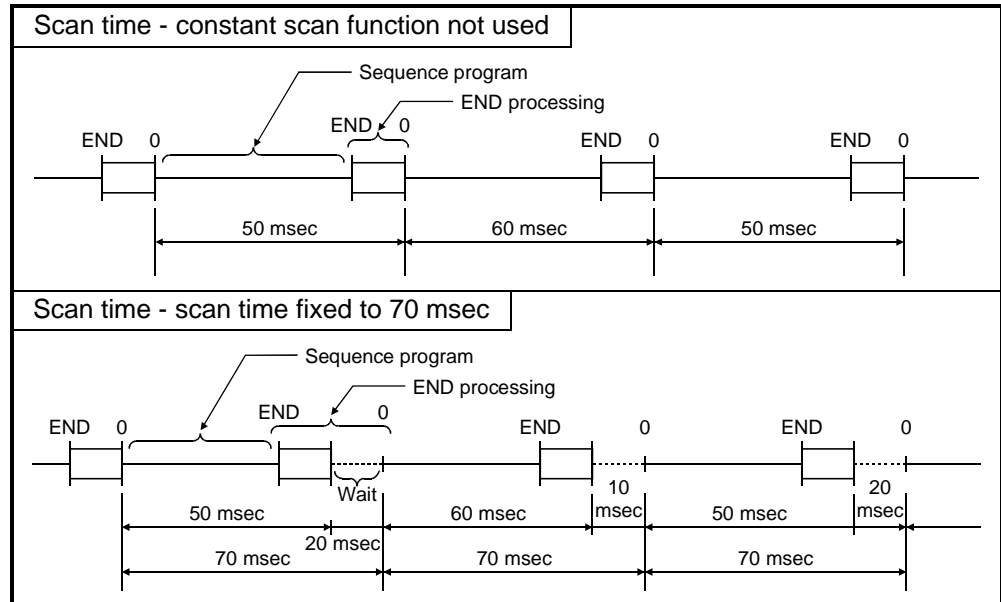 Scan time - constant scan function not used
Sequence program
END processing
END 0
END 0
END 0
END 0
50 msec
60 msec
50 msec
Scan time - scan time fixed to 70 msec
Sequence program
END processing
END 0
END 0
END 0
END 0
Wait
10
msec
20
msec
50 msec
20 msec
60 msec
50 msec
70 msec
70 msec
70 msec